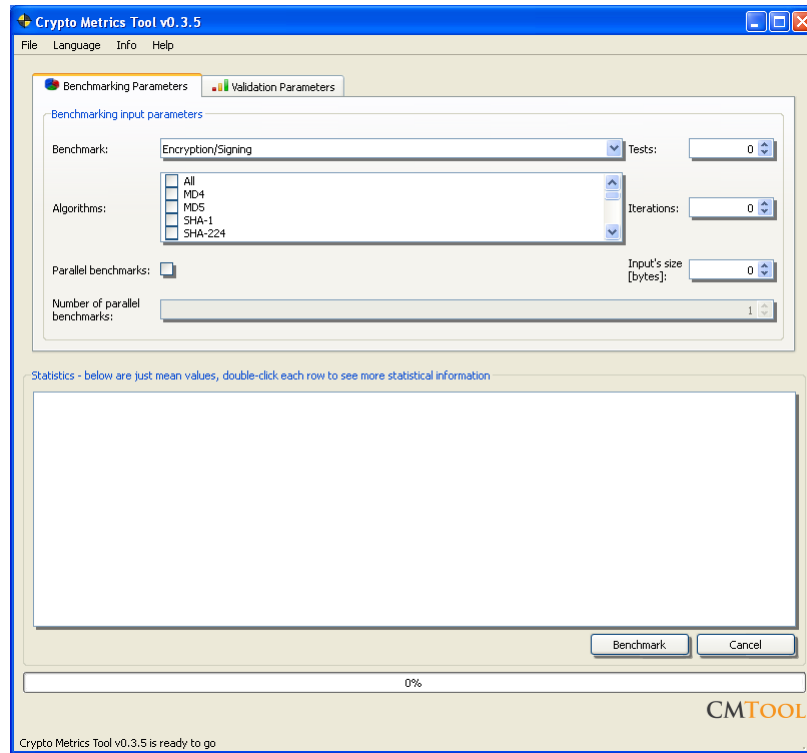 Crypto Metrics Tool v0.3.5
File Language Info Help
Benchmarking Parameters Validation Parameters
Benchmarking input parameters
Benchmark: Encryption/Signing Tests: 0
All
MD4
Algorithms: MD5 Iterations: 0
SHA-1
SHA-224
Parallel benchmarks: Input's size
[bytes]: 0
Number of parallel
benchmarks: 1
Statistics - below are just mean values, double-click each row to see more statistical information
Benchmark Cancel
0%
CMTOOL
Crypto Metrics Tool v0.3.5 is ready to go